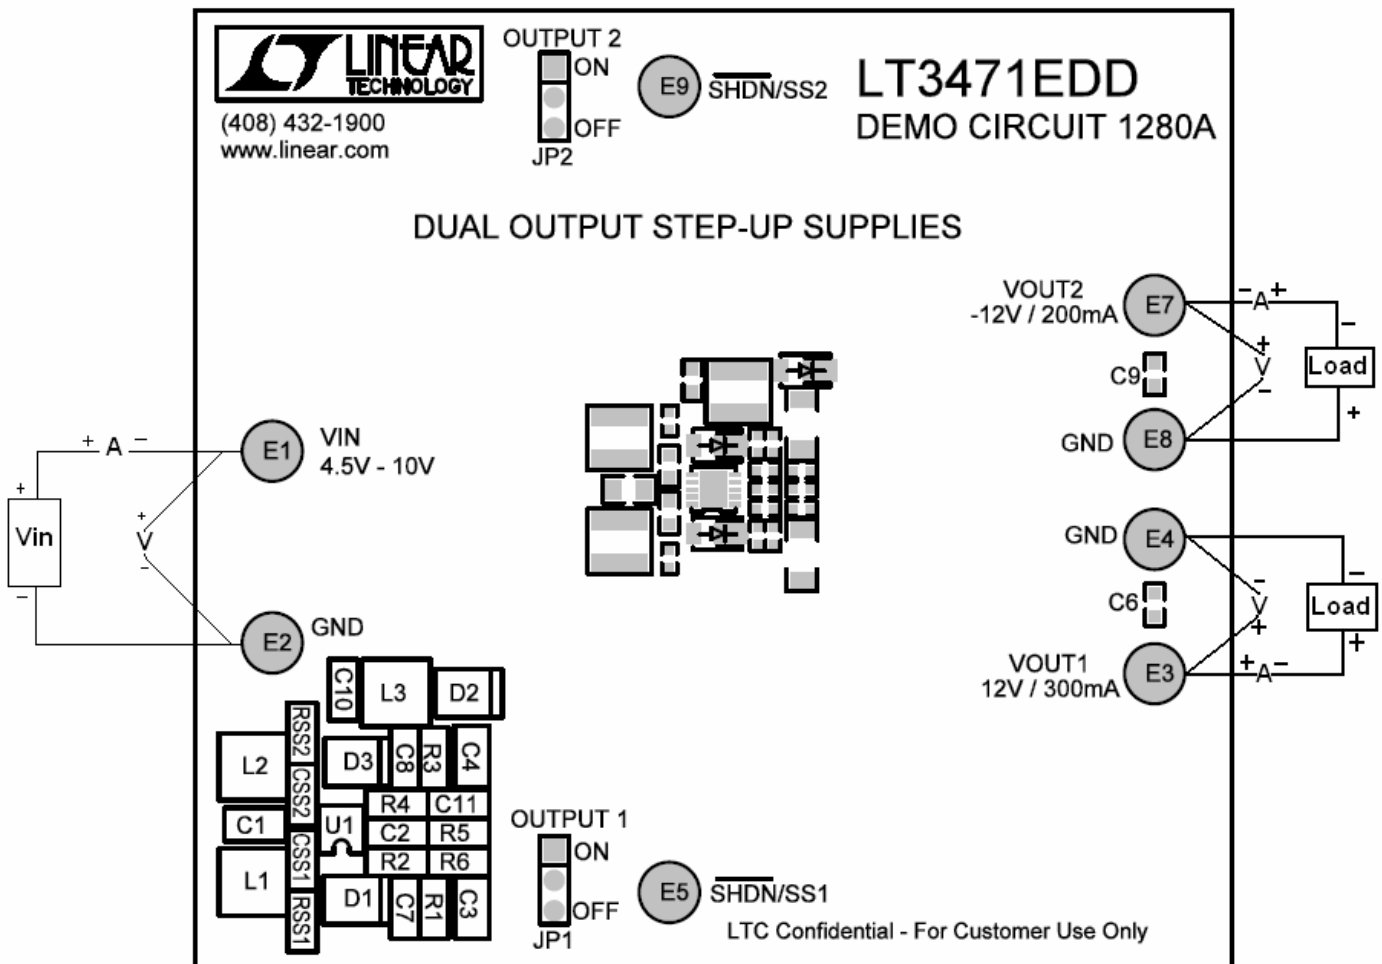 LINEAR
TECHNOLOGY
(408) 432-1900
www.linear.com
OUTPUT 2
ON
OFF
JP2
E9
SHDN/SS2
LT3471EDD
DEMO CIRCUIT 1280A
DUAL OUTPUT STEP-UP SUPPLIES
VOUT2
-12V / 200mA
E7
- A +
-
Load
+
+
V
-
C9
GND
E8
+ A -
E1
VIN
4.5V - 10V
+
Vin
-
+
V
-
E2
GND
GND
E4
C6
-
V
+
-
Load
+
VOUT1
12V / 300mA
E3
+ A -
C10
L3
D2
RSS2
L2
CSS2
D3
C8
R3
C4
R4
C11
C1
U1
C2
R5
CSS1
R2
R6
L1
RSS1
D1
C7
R1
C3
OUTPUT 1
ON
OFF
JP1
E5
SHDN/SS1
LTC Confidential - For Customer Use Only